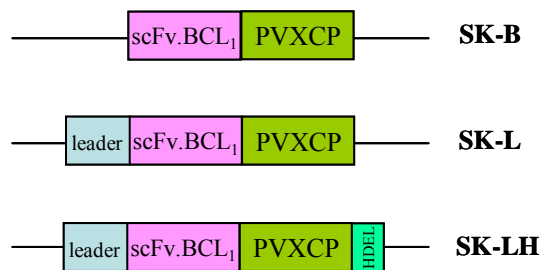 scFv.BCL₁ PVXCP SK-B
leader scFv.BCL₁ PVXCP SK-L
leader scFv.BCL₁ PVXCP HDEL SK-LH